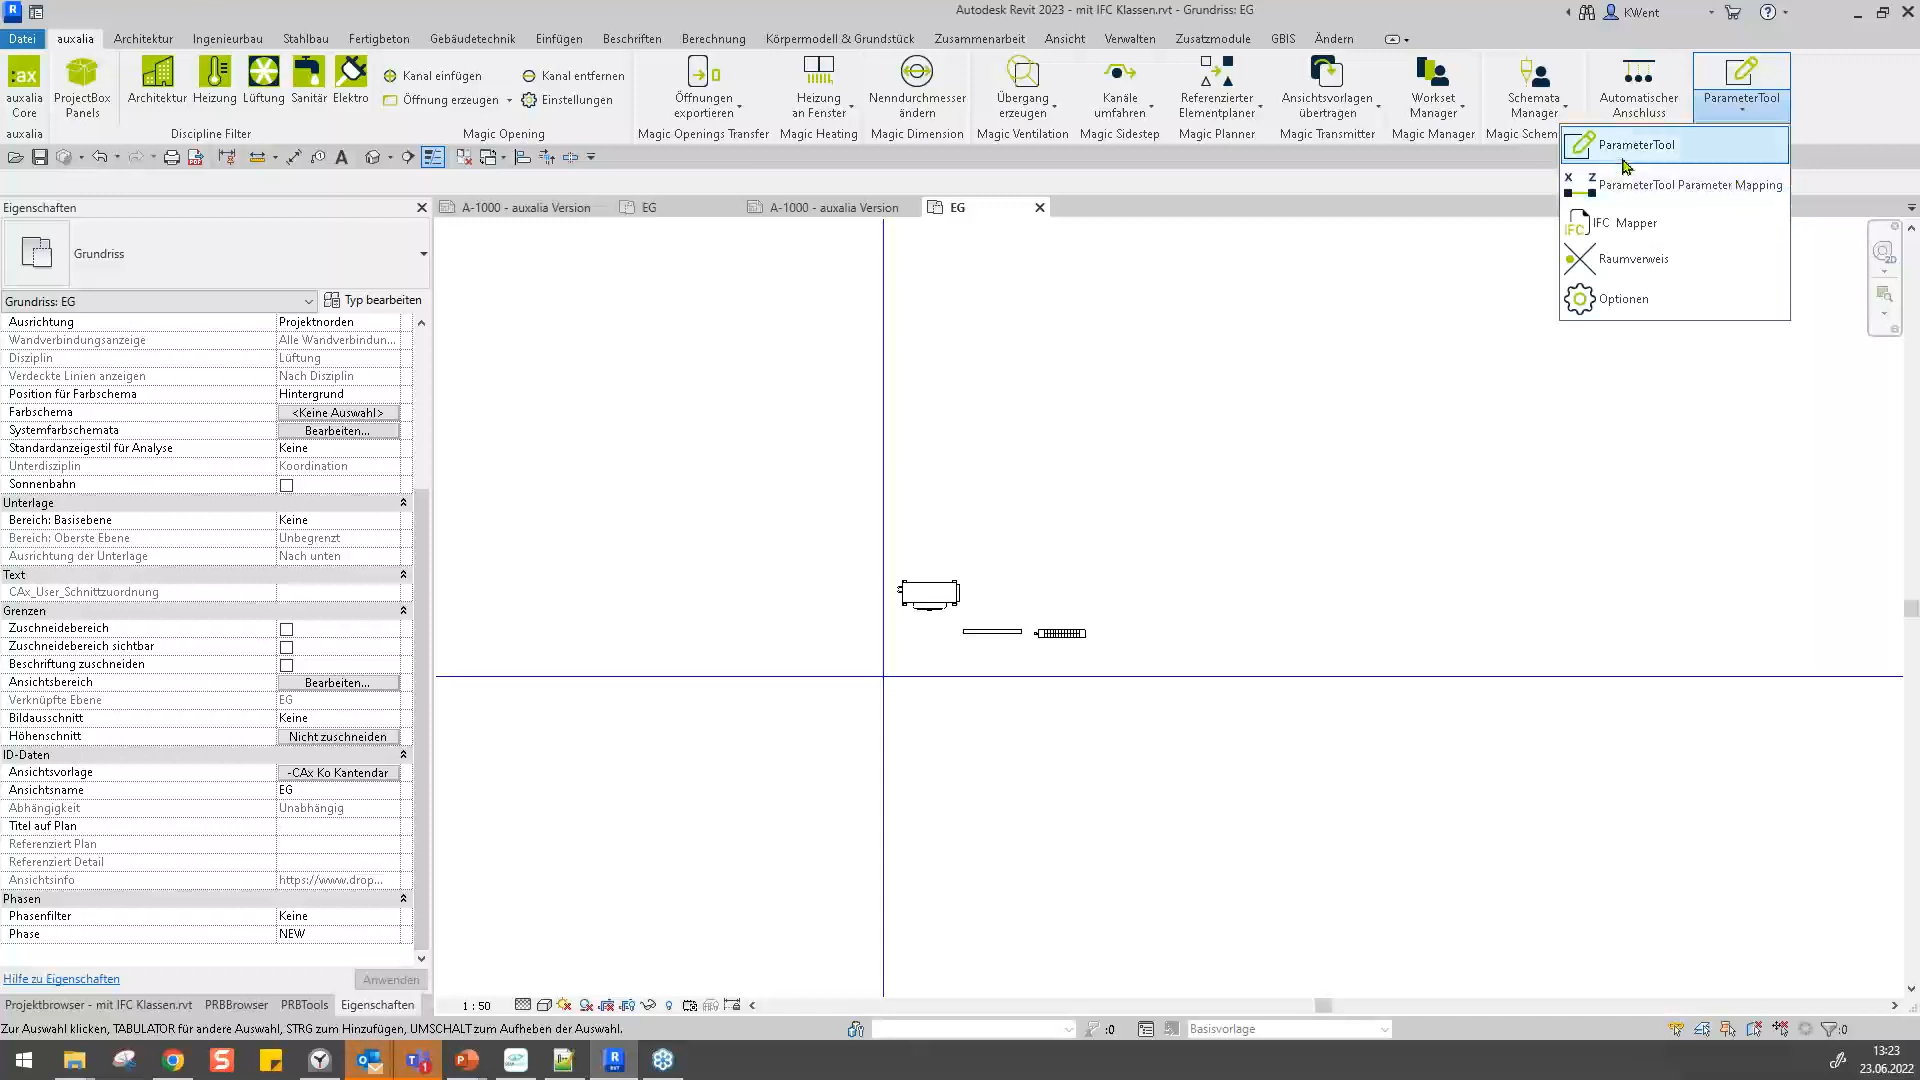 Autodesk Revit 2023 - mit IFC Klassen.rvt - Grundriss: EG
KWent
Datei auxalia Architektur Ingenieurbau Stahlbau Fertigbeton Gebäudetechnik Einfügen Beschriften Berechnung Körpermodell & Grundstück Zusammenarbeit Ansicht Verwalten Zusatzmodule GBIS Ändern
:ax
auxalia Core
ProjectBox Panels
Architektur Heizung Lüftung Sanitär Elektro
Kanal einfügen
Kanal entfernen
Öffnung erzeugen
Einstellungen
Öffnungen exportieren
Heizung an Fenster
Nenndurchmesser ändern
Übergang erzeugen
Kanäle umfahren
Referenzierter Elementplaner
Ansichtsvorlagen übertragen
Workset Manager
Schemata Manager
Automatischer Anschluss
ParameterTool
auxalia
Discipline Filter
Magic Opening
Magic Openings Transfer
Magic Heating
Magic Dimension
Magic Ventilation
Magic Sidestep
Magic Planner
Magic Transmitter
Magic Manager
Magic Schem
ParameterTool
X Z
ParameterTool Parameter Mapping
IFC
IFC Mapper
Raumverweis
Optionen
Eigenschaften
A-1000 - auxalia Version
EG
A-1000 - auxalia Version
EG
2D
Grundriss
Grundriss: EG
Typ bearbeiten
Ausrichtung Projektnorden
Wandverbindungsanzeige Alle Wandverbindun...
Disziplin Lüftung
Verdeckte Linien anzeigen Nach Disziplin
Position für Farbschema Hintergrund
Farbschema <Keine Auswahl>
Systemfarbschemata Bearbeiten...
Standardanzeigestil für Analyse Keine
Unterdisziplin Koordination
Sonnenbahn
Unterlage
Bereich: Basisebene Keine
Bereich: Oberste Ebene Unbegrenzt
Ausrichtung der Unterlage Nach unten
Text
CAx_User_Schnittzuordnung
Grenzen
Zuschneidebereich
Zuschneidebereich sichtbar
Beschriftung zuschneiden
Ansichtsbereich Bearbeiten...
Verknüpfte Ebene EG
Bildausschnitt Keine
Höhenschnitt Nicht zuschneiden
ID-Daten
Ansichtsvorlage -CAx Ko Kantendar
Ansichtsname EG
Abhängigkeit Unabhängig
Titel auf Plan
Referenziert Plan
Referenziert Detail
Ansichtsinfo https://www.drop...
Phasen
Phasenfilter Keine
Phase NEW
Hilfe zu Eigenschaften
Anwenden
Projektbrowser - mit IFC Klassen.rvt PRBBrowser PRBTools Eigenschaften
1 : 50
Zur Auswahl klicken, TABULATOR für andere Auswahl, STRG zum Hinzufügen, UMSCHALT zum Aufheben der Auswahl.
:0
Basisvorlage
:0
13:23
23.06.2022